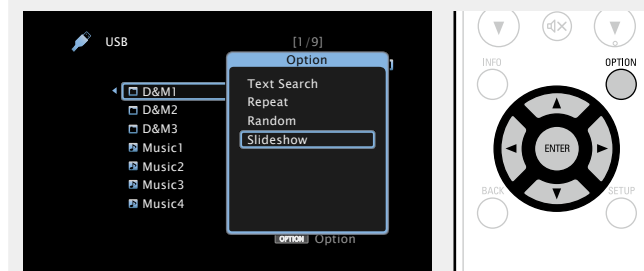 USB
[1/9]
Option
D&M1
D&M2
D&M3
Music1
Music2
Music3
Music4
Text Search
Repeat
Random
Slideshow
OPTION Option
INFO
OPTION
ENTER
BACK
SETUP